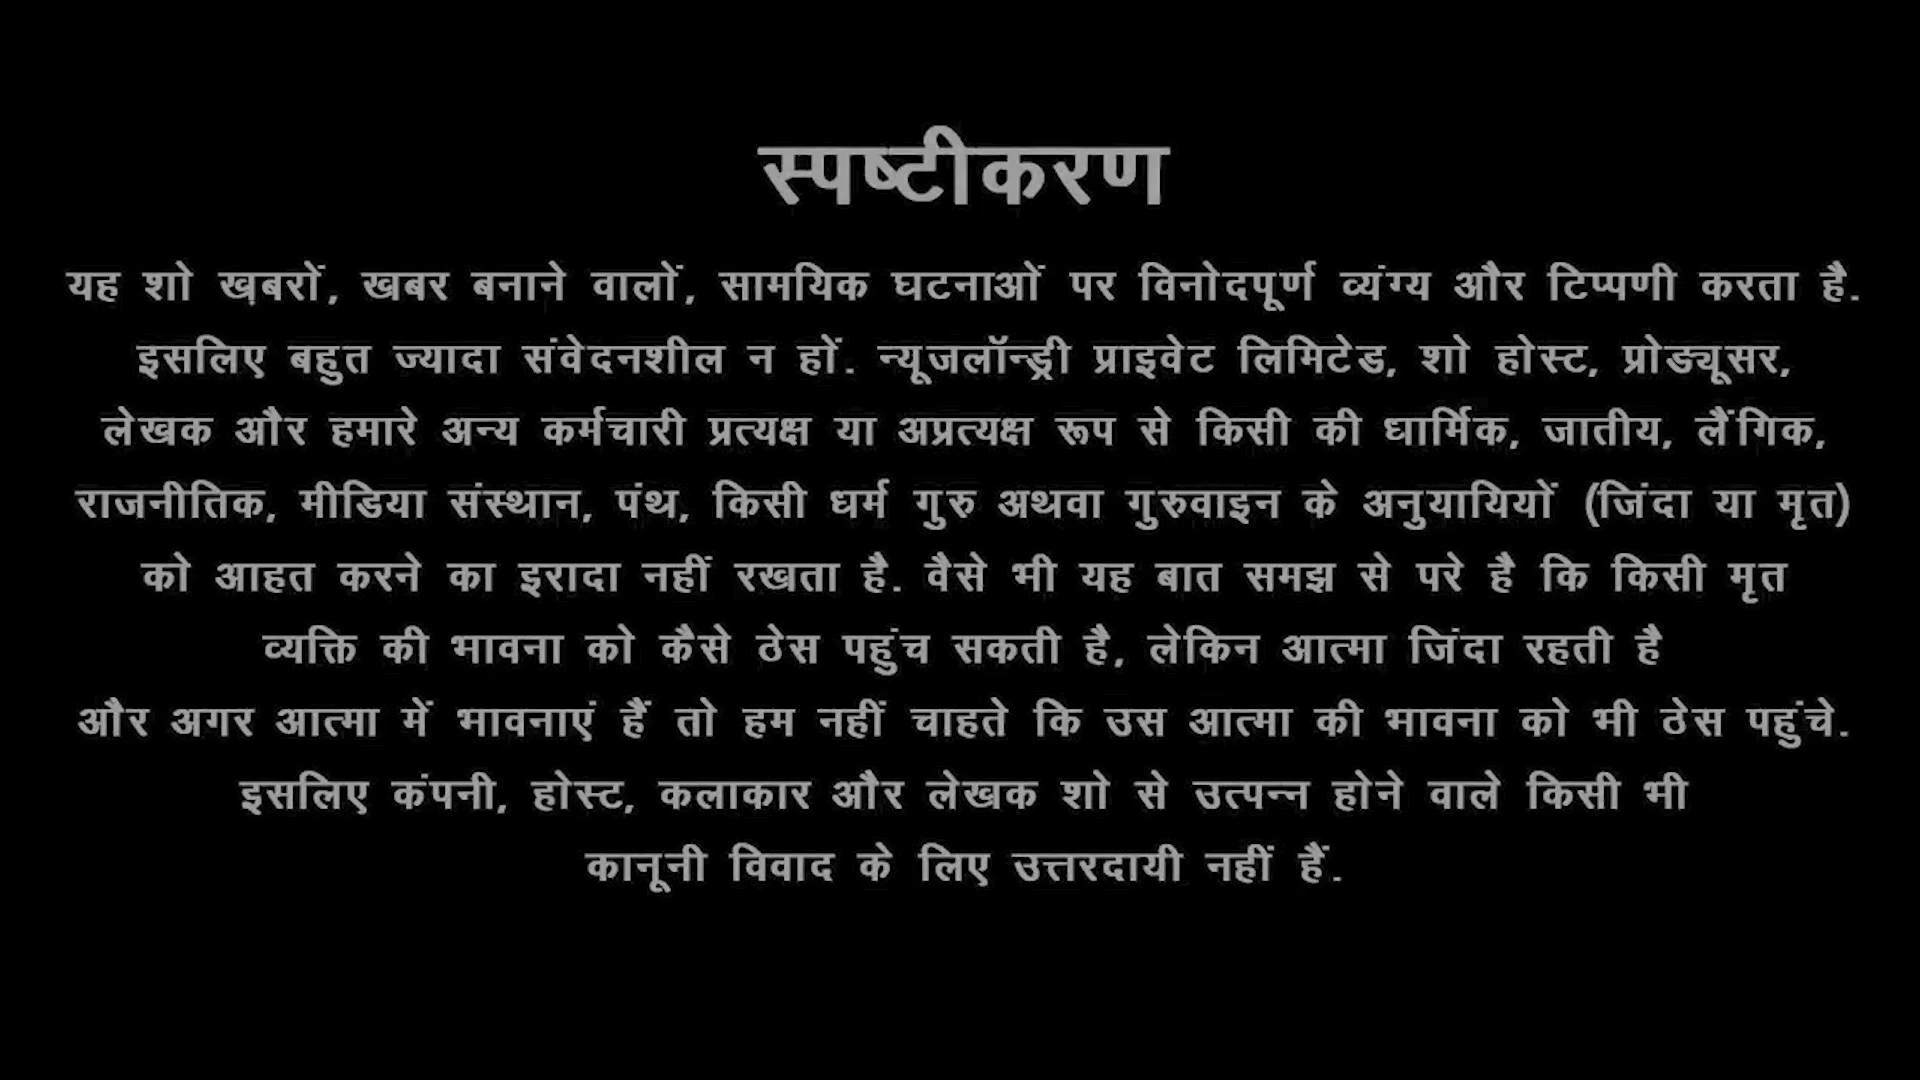 स्पष्टीकरण
यह शो ख़बरों, खबर बनाने वालों, सामयिक घटनाओं पर विनोदपूर्ण व्यंग्य और टिप्पणी करता है.
इसलिए बहुत ज्यादा संवेदनशील न हों. न्यूजलॉन्ड्री प्राइवेट लिमिटेड, शो होस्ट, प्रोड्यूसर,
लेखक और हमारे अन्य कर्मचारी प्रत्यक्ष या अप्रत्यक्ष रूप से किसी की धार्मिक, जातीय, लैंगिक,
राजनीतिक, मीडिया संस्थान, पंथ, किसी धर्म गुरु अथवा गुरुवाइन के अनुयायियों (जिंदा या मृत)
को आहत करने का इरादा नहीं रखता है. वैसे भी यह बात समझ से परे है कि किसी मृत
व्यक्ति की भावना को कैसे ठेस पहुंच सकती है, लेकिन आत्मा जिंदा रहती है
और अगर आत्मा में भावनाएं हैं तो हम नहीं चाहते कि उस आत्मा की भावना को भी ठेस पहुंचे.
इसलिए कंपनी, होस्ट, कलाकार और लेखक शो से उत्पन्न होने वाले किसी भी
कानूनी विवाद के लिए उत्तरदायी नहीं हैं.